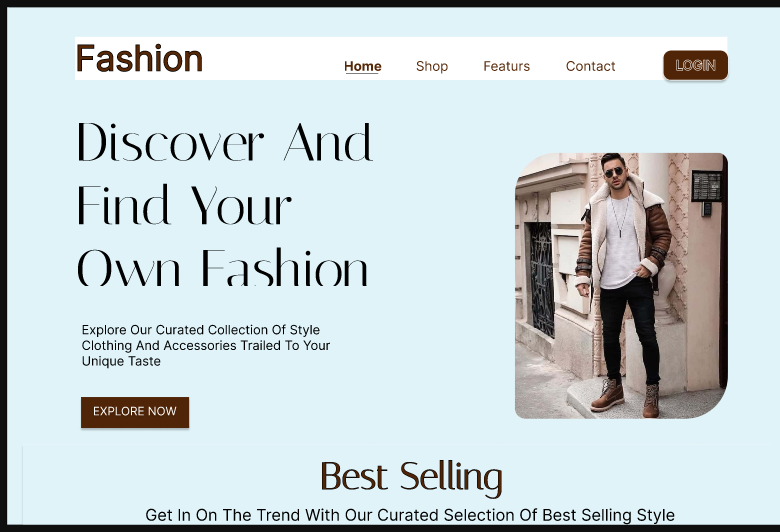 Fashion
Home Shop Featurs Contact LOGIN
Discover And
Find Your
Own Fashion
Explore Our Curated Collection Of Style
Clothing And Accessories Trailed To Your
Unique Taste
EXPLORE NOW
Best Selling
Get In On The Trend With Our Curated Selection Of Best Selling Style